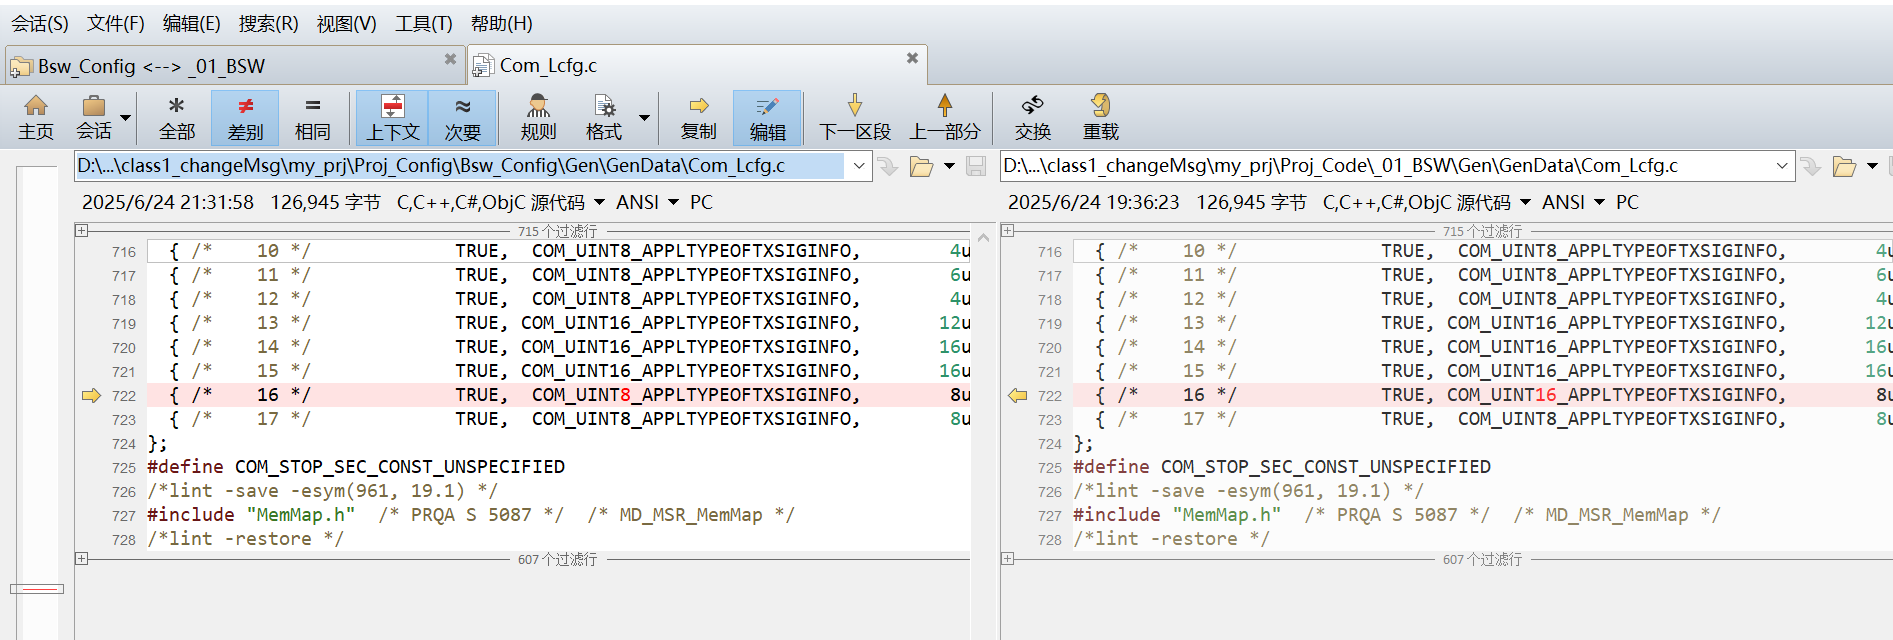 会话(S) 文件(F) 编辑(E) 搜索(R) 视图(V) 工具(T) 帮助(H)
Bsw_Config <--> _01_BSW
Com_Lcfg.c
主页 会话 全部 差别 相同 上下文 次要 规则 格式 复制 编辑 下一区段 上一部分 交换 重载
D:\...\class1_changeMsg\my_prj\Proj_Config\Bsw_Config\Gen\GenData\Com_Lcfg.c
2025/6/24 21:31:58 126,945 字节 C,C++,C#,ObjC 源代码 ANSI PC
715 个过滤行
716 { /* 10 */ TRUE, COM_UINT8_APPLTYPEOFTXSIGINFO, 4u
717 { /* 11 */ TRUE, COM_UINT8_APPLTYPEOFTXSIGINFO, 6u
718 { /* 12 */ TRUE, COM_UINT8_APPLTYPEOFTXSIGINFO, 4u
719 { /* 13 */ TRUE, COM_UINT16_APPLTYPEOFTXSIGINFO, 12u
720 { /* 14 */ TRUE, COM_UINT16_APPLTYPEOFTXSIGINFO, 16u
721 { /* 15 */ TRUE, COM_UINT16_APPLTYPEOFTXSIGINFO, 16u
722 { /* 16 */ TRUE, COM_UINT8_APPLTYPEOFTXSIGINFO, 8u
723 { /* 17 */ TRUE, COM_UINT8_APPLTYPEOFTXSIGINFO, 8u
724 };
725 #define COM_STOP_SEC_CONST_UNSPECIFIED
726 /*lint -save -esym(961, 19.1) */
727 #include "MemMap.h" /* PRQA S 5087 */ /* MD_MSR_MemMap */
728 /*lint -restore */
607 个过滤行
D:\...\class1_changeMsg\my_prj\Proj_Code\_01_BSW\Gen\GenData\Com_Lcfg.c
2025/6/24 19:36:23 126,945 字节 C,C++,C#,ObjC 源代码 ANSI PC
715 个过滤行
716 { /* 10 */ TRUE, COM_UINT8_APPLTYPEOFTXSIGINFO, 4u
717 { /* 11 */ TRUE, COM_UINT8_APPLTYPEOFTXSIGINFO, 6u
718 { /* 12 */ TRUE, COM_UINT8_APPLTYPEOFTXSIGINFO, 4u
719 { /* 13 */ TRUE, COM_UINT16_APPLTYPEOFTXSIGINFO, 12u
720 { /* 14 */ TRUE, COM_UINT16_APPLTYPEOFTXSIGINFO, 16u
721 { /* 15 */ TRUE, COM_UINT16_APPLTYPEOFTXSIGINFO, 16u
722 { /* 16 */ TRUE, COM_UINT16_APPLTYPEOFTXSIGINFO, 8u
723 { /* 17 */ TRUE, COM_UINT8_APPLTYPEOFTXSIGINFO, 8u
724 };
725 #define COM_STOP_SEC_CONST_UNSPECIFIED
726 /*lint -save -esym(961, 19.1) */
727 #include "MemMap.h" /* PRQA S 5087 */ /* MD_MSR_MemMap */
728 /*lint -restore */
607 个过滤行